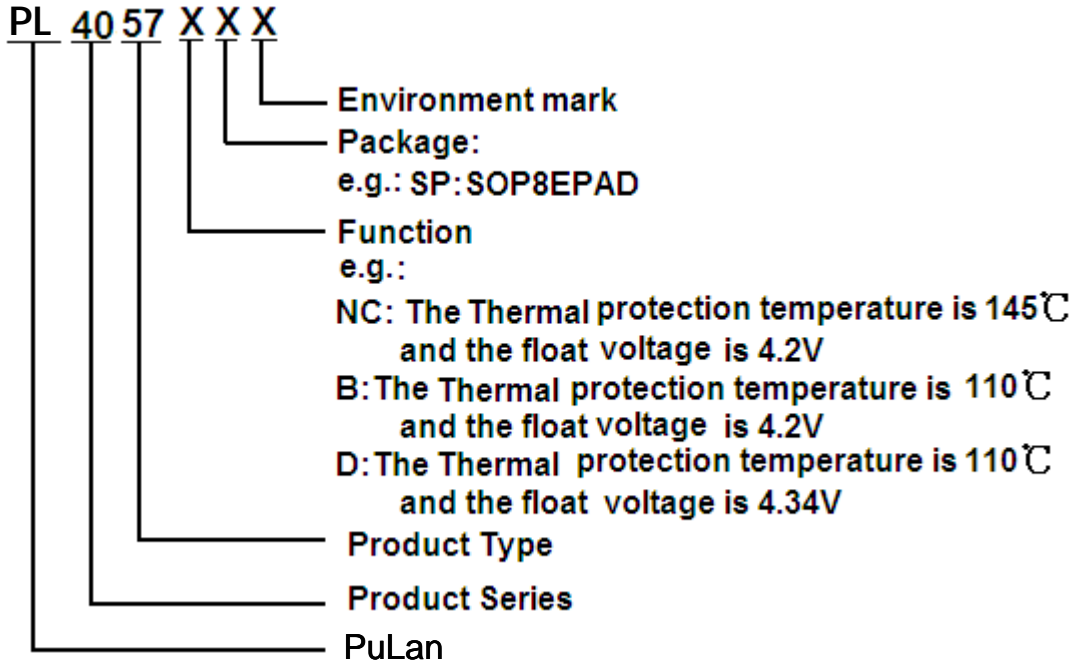 PL 40 57 X X X
Environment mark
Package:
e.g.: SP:SOP8EPAD
Function
e.g.:
NC: The Thermal protection temperature is 145℃
and the float voltage is 4.2V
B:The Thermal protection temperature is 110℃
and the float voltage is 4.2V
D:The Thermal protection temperature is 110℃
and the float voltage is 4.34V
Product Type
Product Series
PuLan